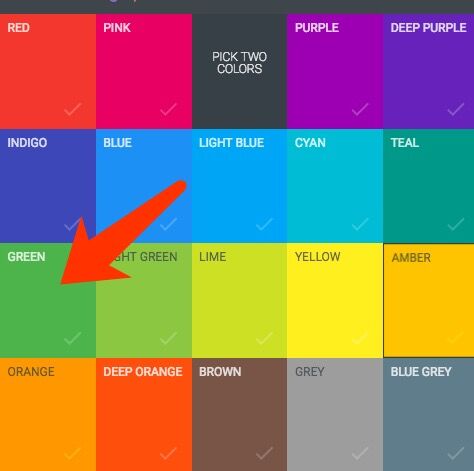 RED
PINK
PICK TWO
COLORS
PURPLE
DEEP PURPLE
INDIGO
BLUE
LIGHT BLUE
CYAN
TEAL
GREEN
GHT GREEN
LIME
YELLOW
AMBER
ORANGE
DEEP ORANGE
BROWN
GREY
BLUE GREY